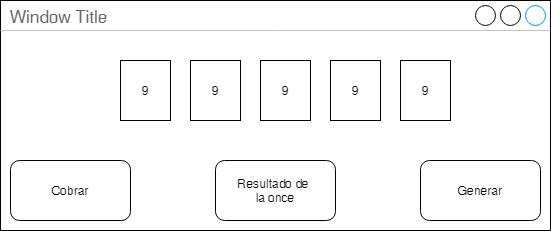 Window Title
9 9 9 9 9
Cobrar
Resultado de
la once
Generar